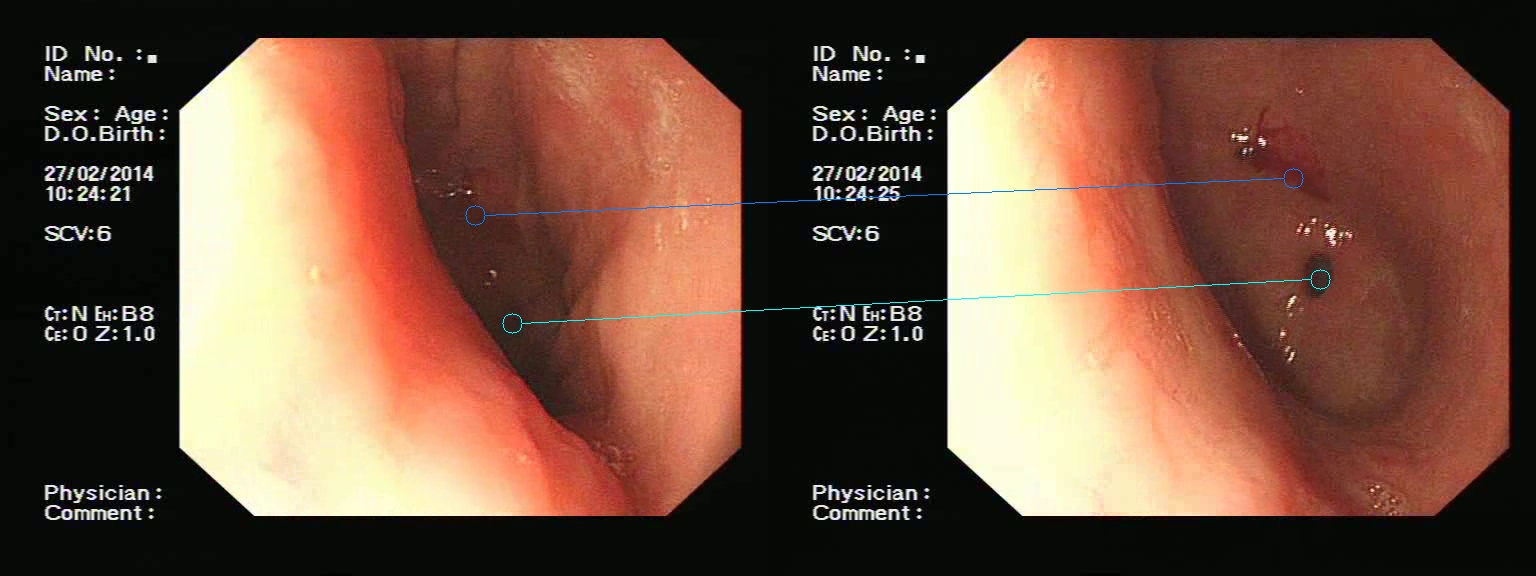 ID No. :
Name:
Sex: Age:
D.O.Birth:
27/02/2014
10:24:21
SCV:6
CT:N EH:B8
CE:0 Z:1.0
Physician:
Comment:
ID No. :
Name:
Sex: Age:
D.O.Birth:
27/02/2014
10:24:25
SCV:6
CT:N EH:B8
CE:0 Z:1.0
Physician:
Comment: